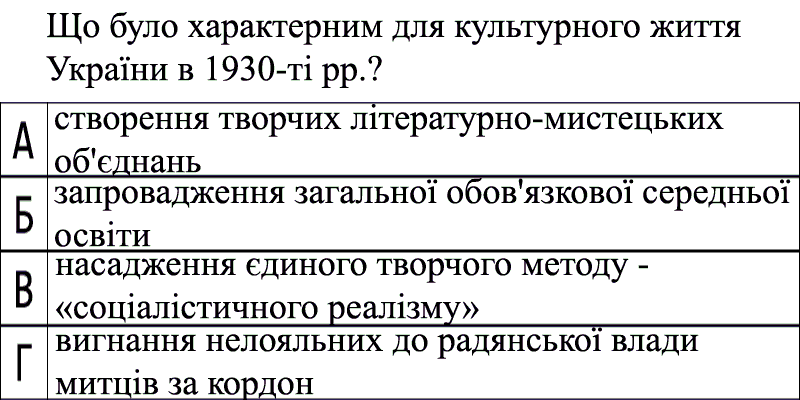 Що було характерним для культурного життя
України в 1930-ті рр.?
А
створення творчих літературно-мистецьких
об'єднань
Б
запровадження загальної обов'язкової середньої
освіти
В
насадження єдиного творчого методу -
«соціалістичного реалізму»
Г
вигнання нелояльних до радянської влади
митців за кордон